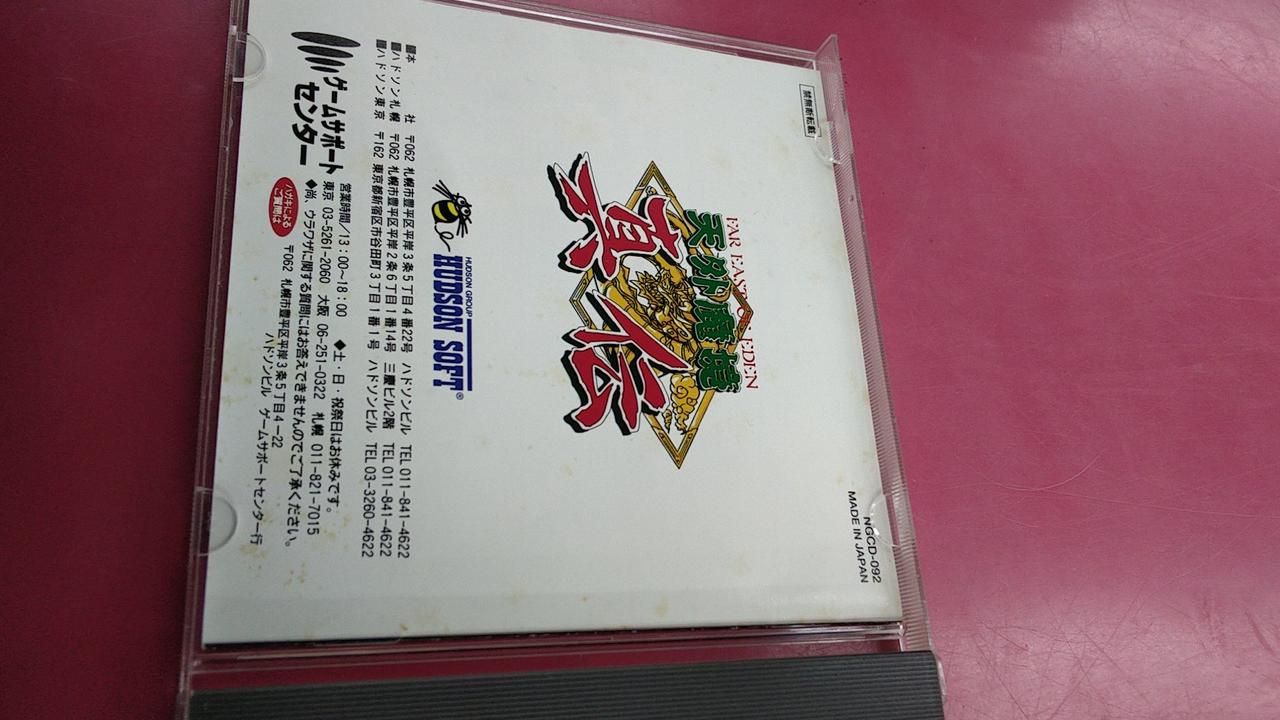 禁無断転載
NGCD-092
MADE IN JAPAN
FAR EAST OF EDEN
天外魔境
真伝
HUDSON GROUP
HUDSON SOFT®
本 社 〒062 札幌市豊平区平岸3条5丁目4番22号 ハドソンビル TEL 011-841-4622
ハドソン札幌 〒062 札幌市豊平区平岸2条6丁目1番14号 三慶ビル2階 TEL 011-841-4622
ハドソン東京 〒162 東京都新宿区市谷田町3丁目1番1号 ハドソンビル TEL 03-3260-4622
ゲームサポート
センター
営業時間/13:00~18:00 ◆土・日・祝祭日はお休みです。
東京 03-5261-2060 大阪 06-251-0322 札幌 011-821-7015
◆尚、ウラワザに関する質問にはお答えできませんのでご了承ください。
ハガキによる
ご質問は
〒062 札幌市豊平区平岸3条5丁目4-22
ハドソンビル ゲームサポートセンター行